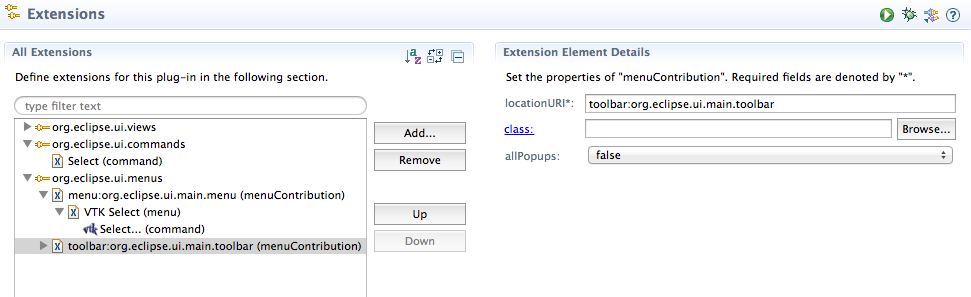 Extensions
All Extensions
Define extensions for this plug-in in the following section.
type filter text
org.eclipse.ui.views
org.eclipse.ui.commands
Select (command)
org.eclipse.ui.menus
menu:org.eclipse.ui.main.menu (menuContribution)
VTK Select (menu)
Select... (command)
toolbar:org.eclipse.ui.main.toolbar (menuContribution)
Add...
Remove
Up
Down
Extension Element Details
Set the properties of "menuContribution". Required fields are denoted by "*".
locationURI*: toolbar:org.eclipse.ui.main.toolbar
class: Browse...
allPopups: false